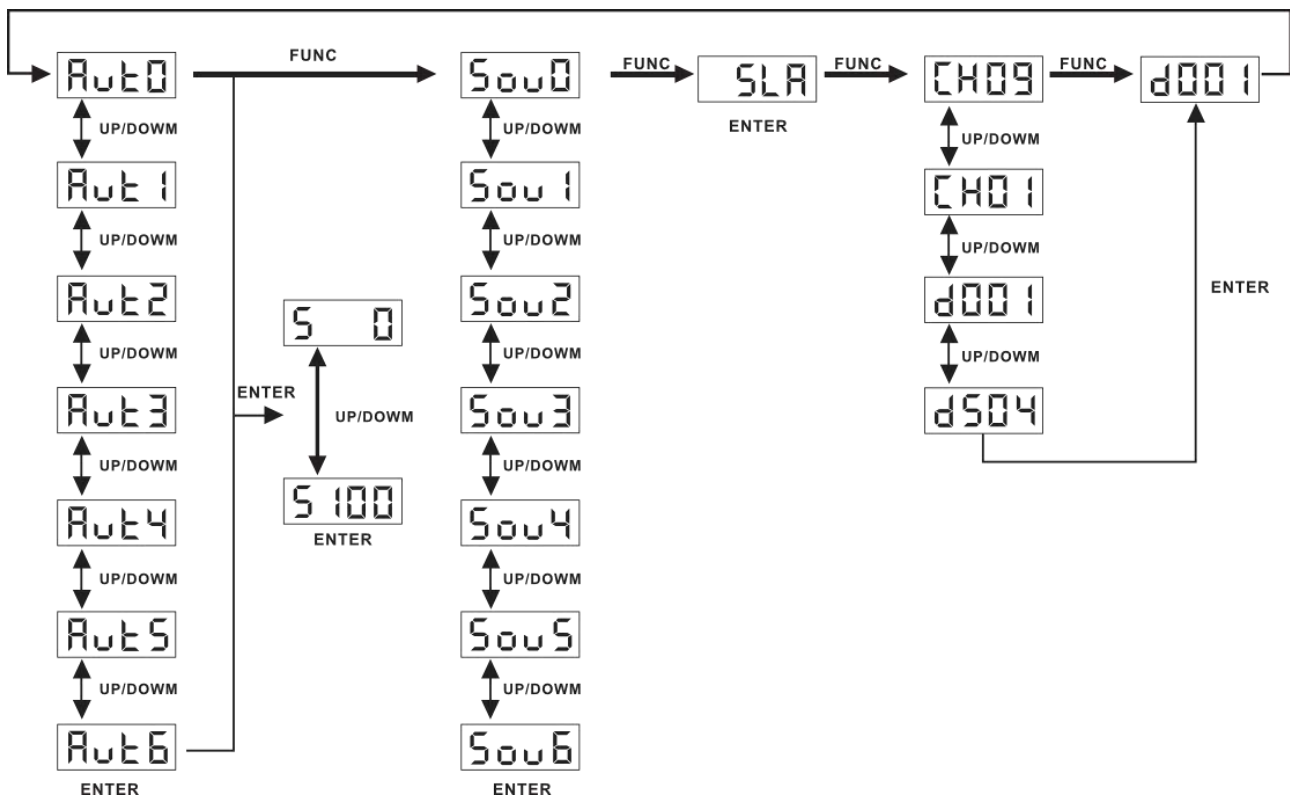 FUNC
Aut0
Sou0
FUNC
SLA
FUNC
CH09
FUNC
d001
UP/DOWM
UP/DOWM
ENTER
UP/DOWM
Aut1
Sou1
CH01
UP/DOWM
UP/DOWM
UP/DOWM
Aut2
S 0
Sou2
d001
ENTER
UP/DOWM
UP/DOWM
UP/DOWM
ENTER
Aut3
UP/DOWM
Sou3
dS04
UP/DOWM
UP/DOWM
Aut4
S 100
Sou4
ENTER
UP/DOWM
UP/DOWM
Aut5
Sou5
UP/DOWM
UP/DOWM
Aut6
Sou6
ENTER
ENTER